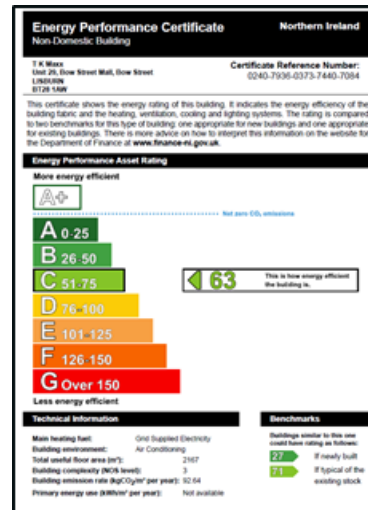 Energy Performance Certificate
Northern Ireland
Non-Domestic Building
T K Maxx
Unit 29, Bow Street Mall, Bow Street
LISBURN
BT28 1AW
Certificate Reference Number:
0240-7936-0373-7440-7084
This certificate shows the energy rating of this building. It indicates the energy efficiency of the
building fabric and the heating, ventilation, cooling and lighting systems. The rating is compared
to two benchmarks for this type of building: one appropriate for new buildings and one appropriate
for existing buildings. There is more advice on how to interpret this information on the website for
the Department of Finance at www.finance-ni.gov.uk.
Energy Performance Asset Rating
More energy efficient
A+
Net zero CO₂ emissions
A 0-25
B 26-50
C 51-75
63
This is how energy efficient
the building is.
D 76-100
E 101-125
F 126-150
G Over 150
Less energy efficient
Technical Information
Main heating fuel: Grid Supplied Electricity
Building environment: Air Conditioning
Total useful floor area (m²): 2167
Building complexity (NOS level): 3
Building emission rate (kgCO₂/m² per year): 92.64
Primary energy use (kWh/m² per year): Not available
Benchmarks
Buildings similar to this one
could have rating as follows:
27 If newly built
71 If typical of the
existing stock